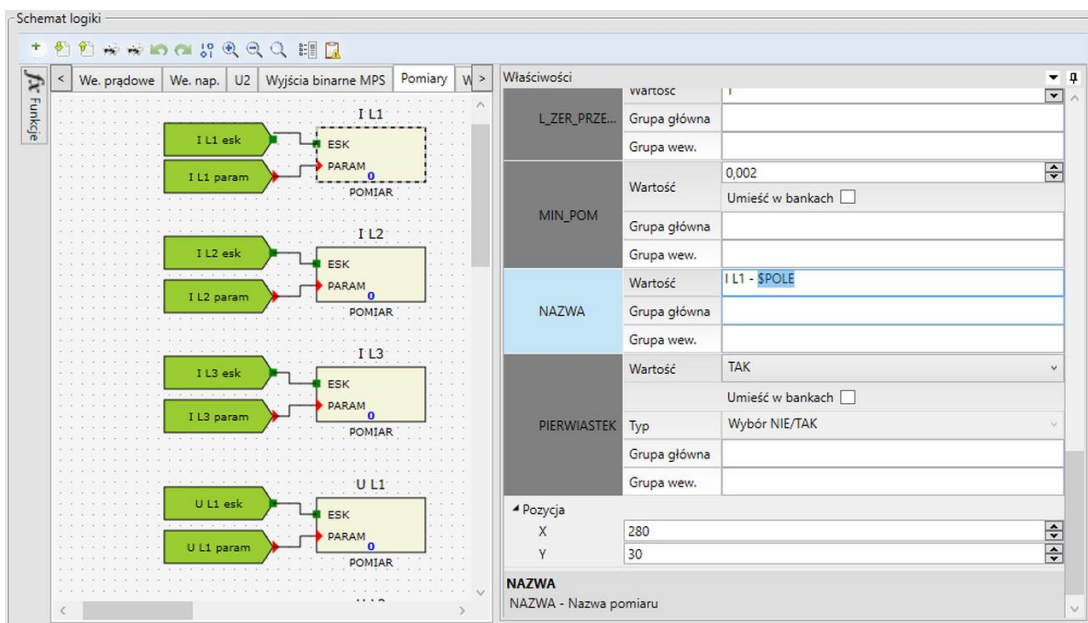 Schemat logiki
fx Funkcje
< We. prądowe We. nap. U2 Wyjścia binarne MPS Pomiary >
I L1
I L1 esk ESK
I L1 param PARAM
0
POMIAR
I L2
I L2 esk ESK
I L2 param PARAM
0
POMIAR
I L3
I L3 esk ESK
I L3 param PARAM
0
POMIAR
U L1
U L1 esk ESK
U L1 param PARAM
0
POMIAR
Właściwości
Wartość 1
L_ZER_PRZE... Grupa główna
Grupa wew.
MIN_POM Wartość 0,002
Umieść w bankach
Grupa główna
Grupa wew.
Wartość I L1 - $POLE
NAZWA Grupa główna
Grupa wew.
Wartość TAK
Umieść w bankach
PIERWIASTEK Typ Wybór NIE/TAK
Grupa główna
Grupa wew.
Pozycja
X 280
Y 30
NAZWA
NAZWA - Nazwa pomiaru